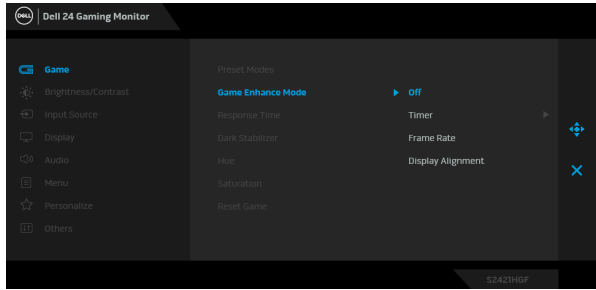 DELL
Dell 24 Gaming Monitor
Game
Brightness/Contrast
Input Source
Display
Audio
Menu
Personalize
Others
Preset Modes
Game Enhance Mode
Response Time
Dark Stabilizer
Hue
Saturation
Reset Game
Off
Timer
Frame Rate
Display Alignment
S2421HGF